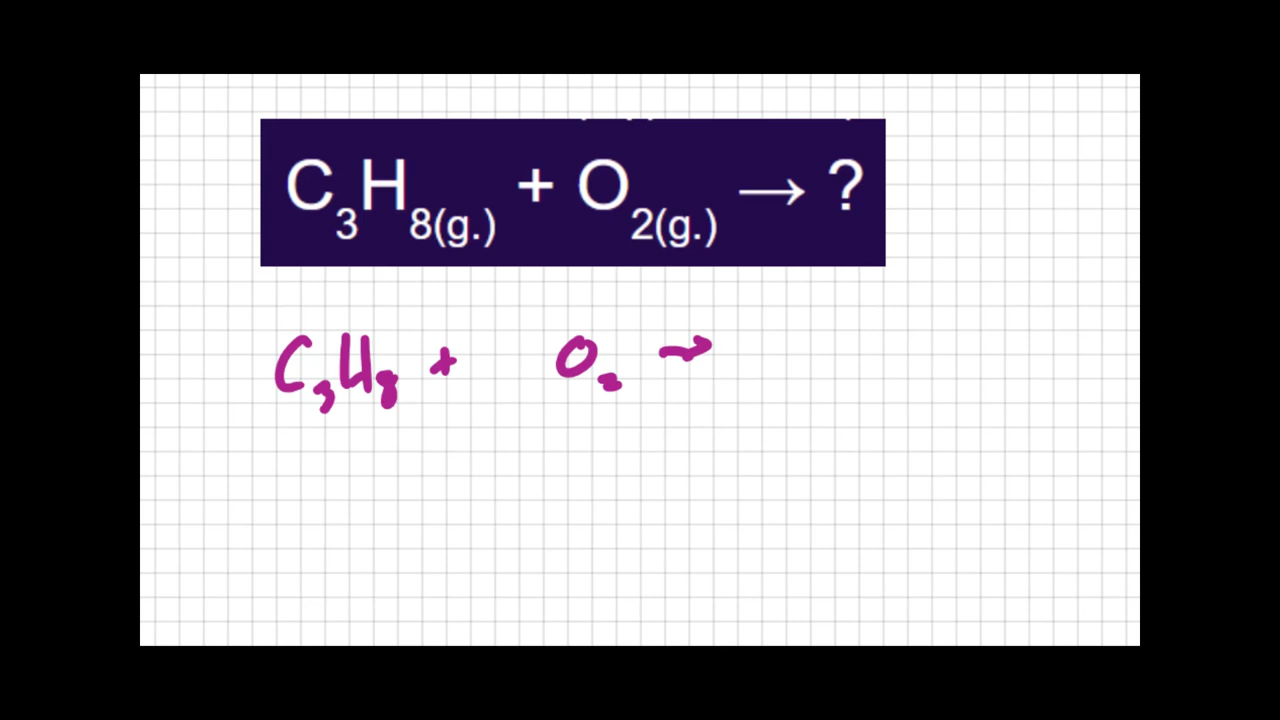 C₃H₈(g.) + O₂(g.) → ?
C₃H₈ + O₂ →